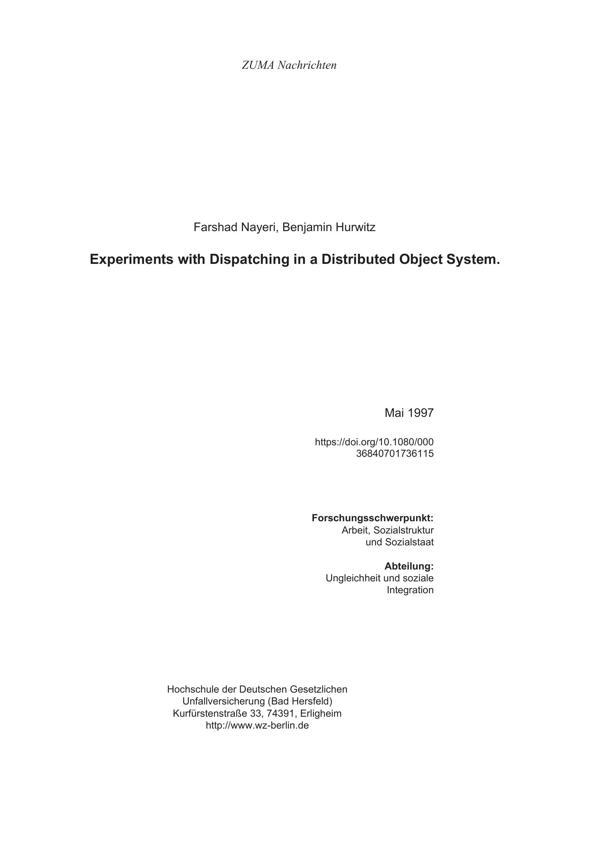 ZUMA Nachrichten
Farshad Nayeri, Benjamin Hurwitz
Experiments with Dispatching in a Distributed Object System.
Mai 1997
https://doi.org/10.1080/000
36840701736115
Forschungsschwerpunkt:
Arbeit, Sozialstruktur
und Sozialstaat
Abteilung:
Ungleichheit und soziale
Integration
Hochschule der Deutschen Gesetzlichen
Unfallversicherung (Bad Hersfeld)
Kurfürstenstraße 33, 74391, Erligheim
http://www.wz-berlin.de